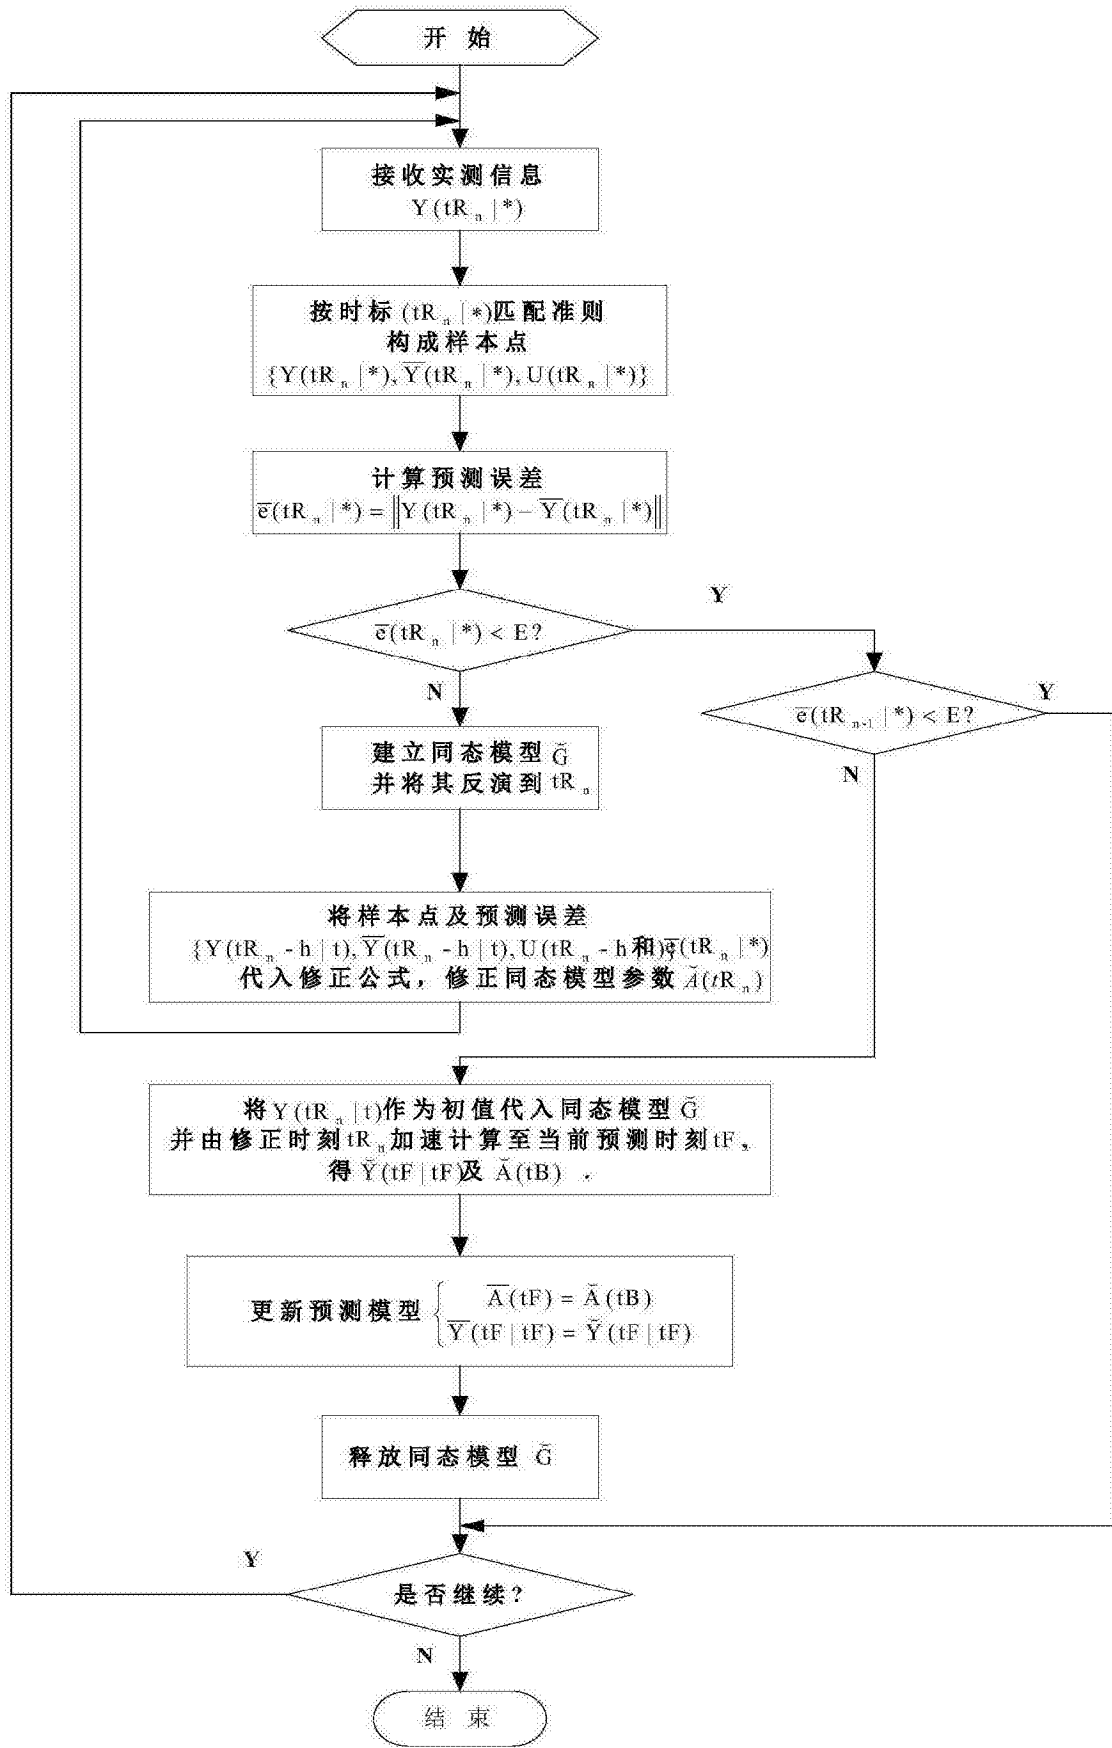 开 始
接收实测信息
Y(tRₙ|*)
按时标(tRₙ|*)匹配准则
构成样本点
{Y(tRₙ|*),Y̅(tRₙ|*),U(tRₙ|*)}
计算预测误差
e̅(tRₙ|*)=‖Y(tRₙ|*)−Y̅(tRₙ|*)‖
Y
e̅(tRₙ|*)<E?
N
Y
e̅(tRₙ₋₁|*)<E?
N
建立同态模型 Ğ
并将其反演到 tRₙ
将样本点及预测误差
{Y(tRₙ-h|t),Y̅(tRₙ-h|t),U(tRₙ-h|t)}和e̅(tRₙ|*)
代入修正公式，修正同态模型参数 Ă(tRₙ)
将Y(tRₙ|t)作为初值代入同态模型 Ğ
并由修正时刻tRₙ加速计算至当前预测时刻tF，
得 Y̆(tF|tF)及 Ă(tB) .
更新预测模型 { A̅(tF)=Ă(tB)
Y̅(tF|tF)=Y̆(tF|tF)
释放同态模型 Ğ
Y
是否继续?
N
结 束